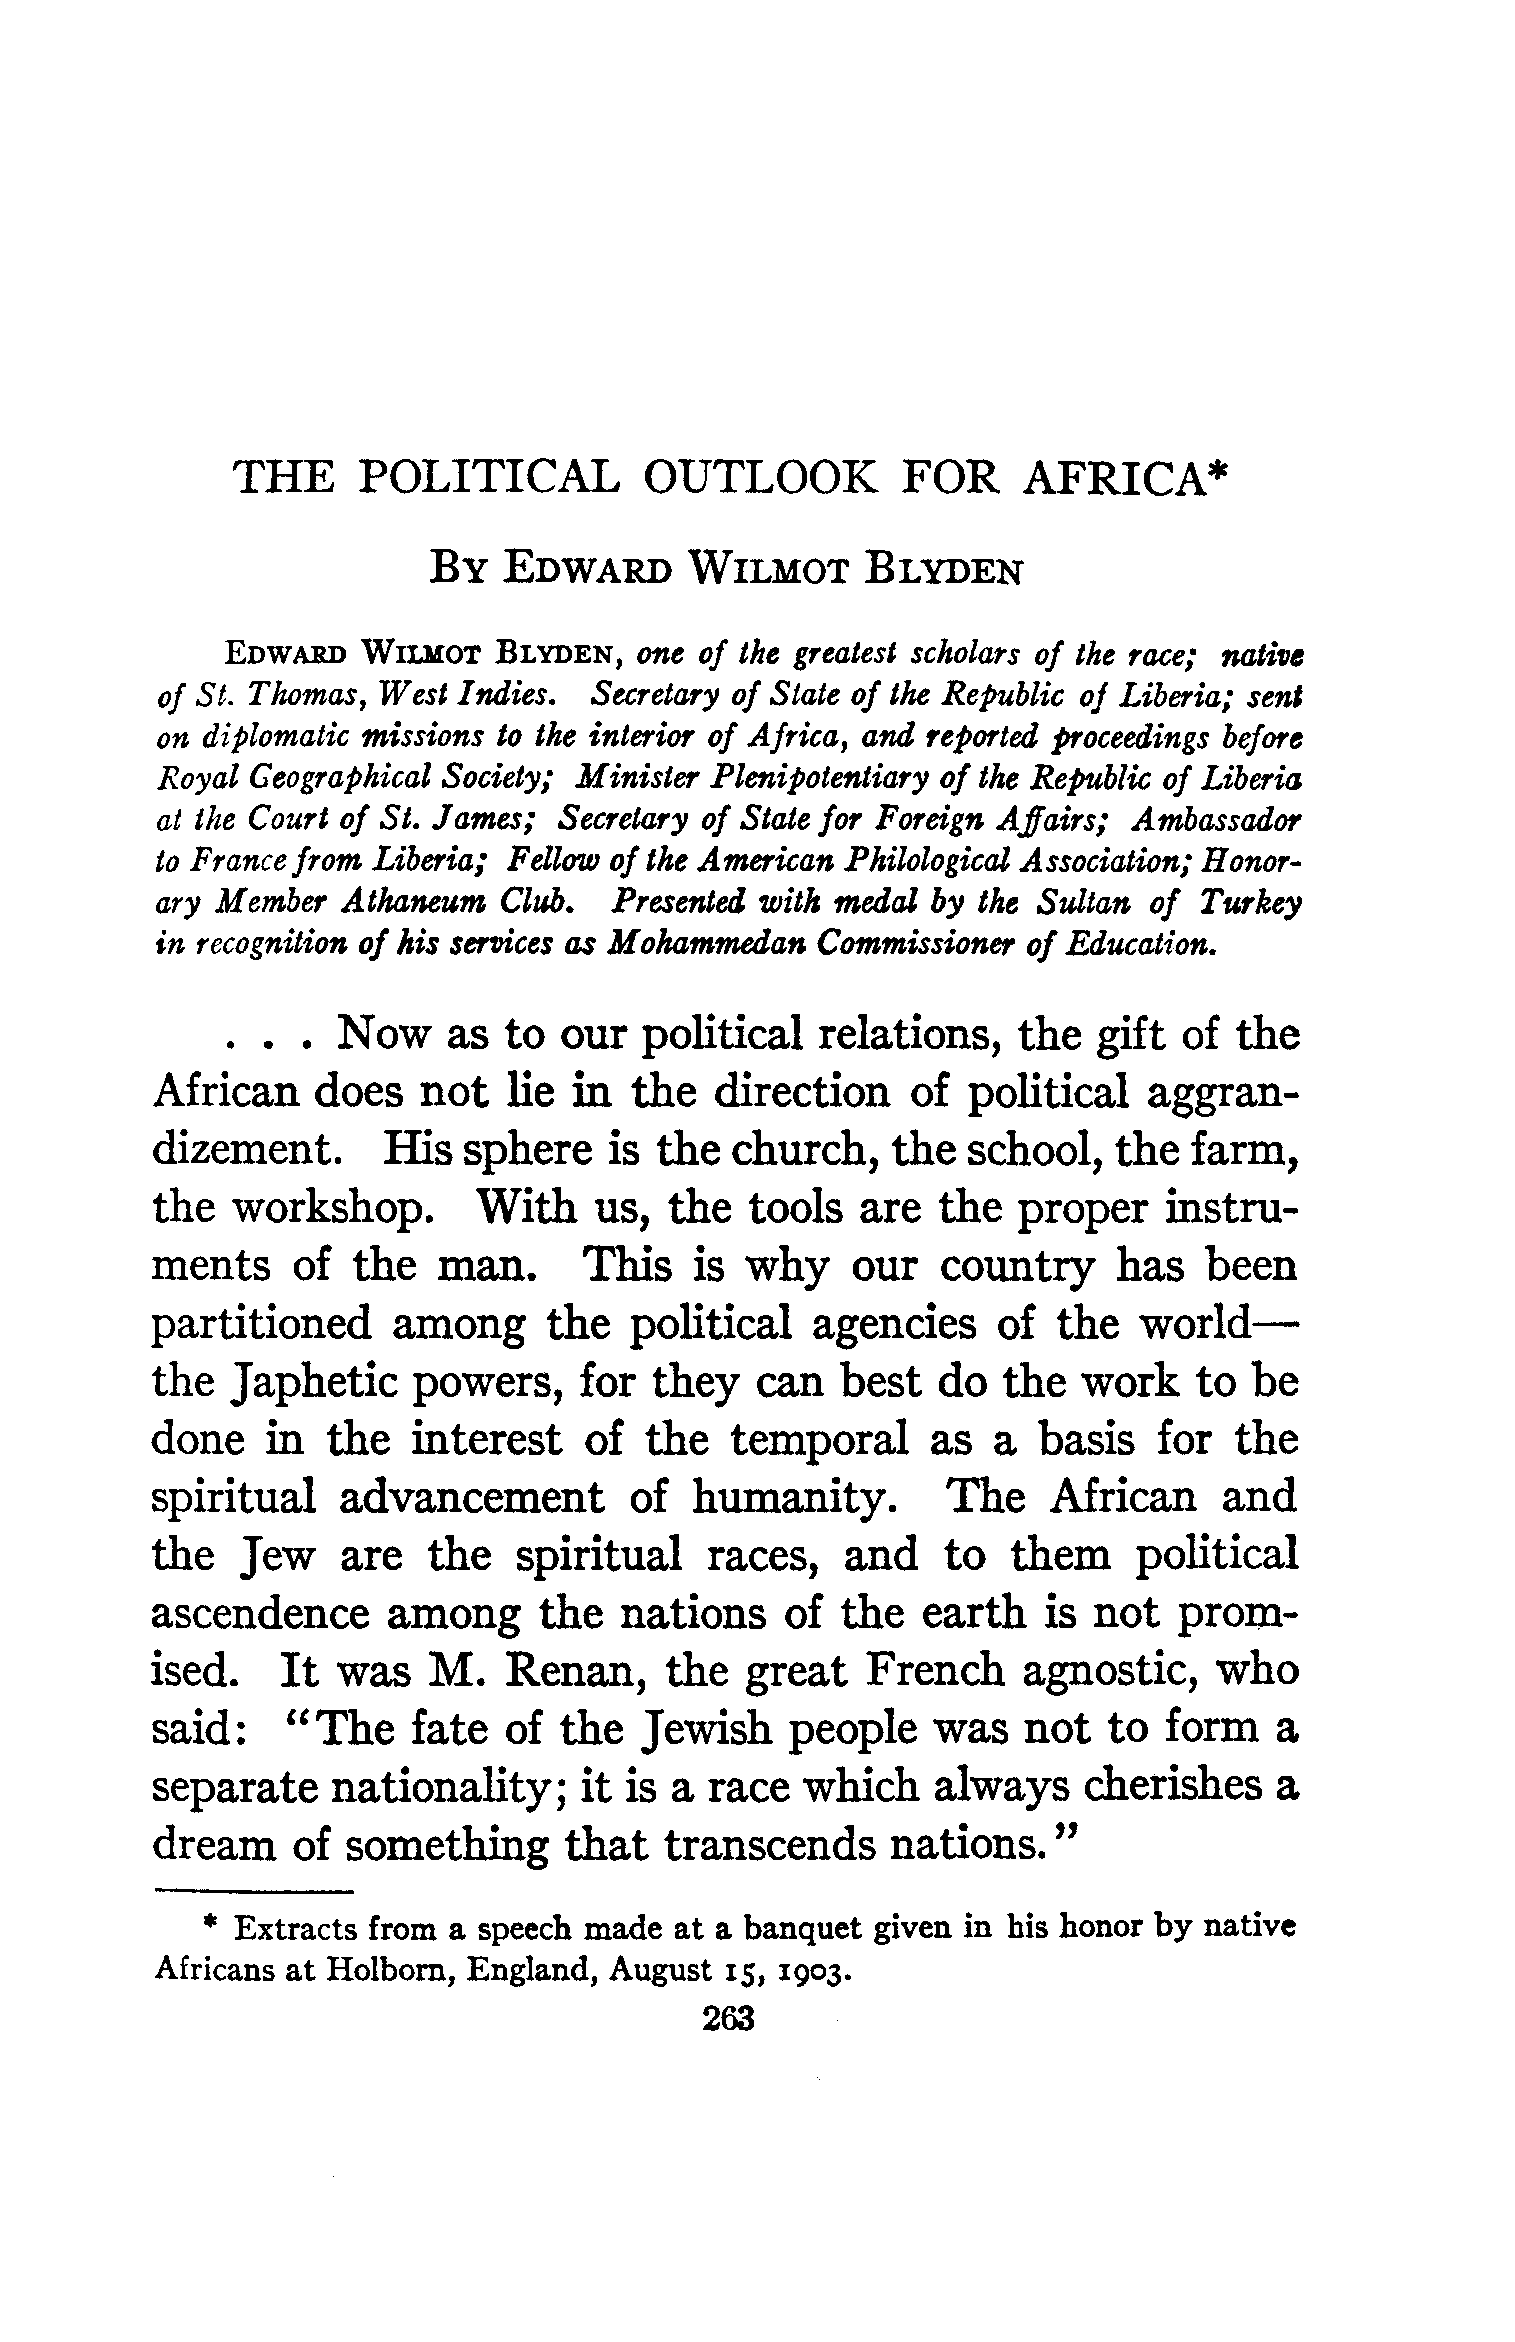 THE POLITICAL OUTLOOK FOR AFRICA*
BY EDWARD WILMOT BLYDEN
EDWARD WILMOT BLYDEN, one of the greatest scholars of the race; native
of St. Thomas, West Indies. Secretary of State of the Republic of Liberia; sent
on diplomatic missions to the interior of Africa, and reported proceedings before
Royal Geographical Society; Minister Plenipotentiary of the Republic of Liberia
at the Court of St. James; Secretary of State for Foreign Affairs; Ambassador
to France from Liberia; Fellow of the American Philological Association; Honor-
ary Member Athaneum Club. Presented with medal by the Sultan of Turkey
in recognition of his services as Mohammedan Commissioner of Education.
. . . Now as to our political relations, the gift of the
African does not lie in the direction of political aggran-
dizement. His sphere is the church, the school, the farm,
the workshop. With us, the tools are the proper instru-
ments of the man. This is why our country has been
partitioned among the political agencies of the world—
the Japhetic powers, for they can best do the work to be
done in the interest of the temporal as a basis for the
spiritual advancement of humanity. The African and
the Jew are the spiritual races, and to them political
ascendence among the nations of the earth is not prom-
ised. It was M. Renan, the great French agnostic, who
said: "The fate of the Jewish people was not to form a
separate nationality; it is a race which always cherishes a
dream of something that transcends nations."
* Extracts from a speech made at a banquet given in his honor by native
Africans at Holborn, England, August 15, 1903.
263